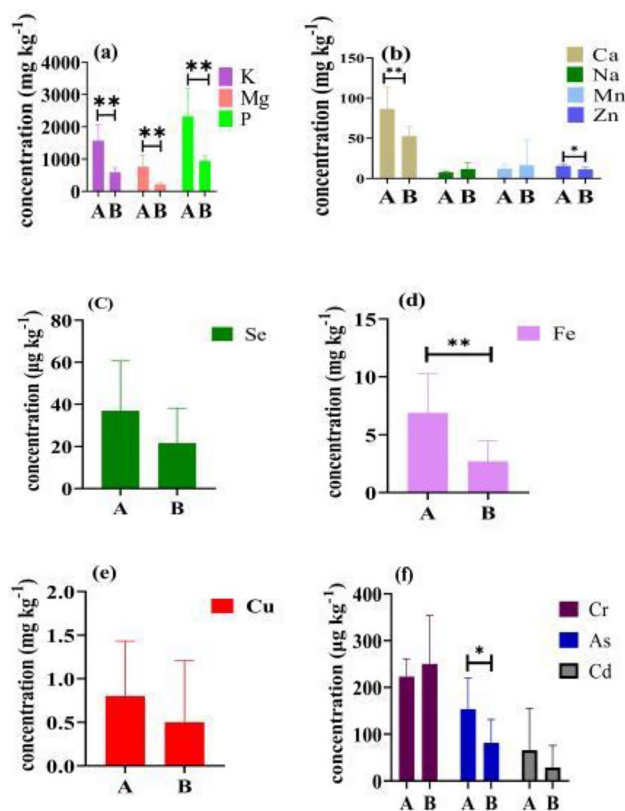 (a)
concentration (mg kg⁻¹)
4000
3000
2000
1000
0
** ** **
K
Mg
P
A B A B A B
(b)
concentration (mg kg⁻¹)
150
100
50
0
** *
Ca
Na
Mn
Zn
A B A B A B A B
(C)
concentration (µg kg⁻¹)
80
60
40
20
0
Se
A B
(d)
concentration (mg kg⁻¹)
15
10
5
0
**
Fe
A B
(e)
concentration (mg kg⁻¹)
2.0
1.5
1.0
0.5
0.0
Cu
A B
(f)
concentration (µg kg⁻¹)
400
300
200
100
0
*
Cr
As
Cd
A B A B A B